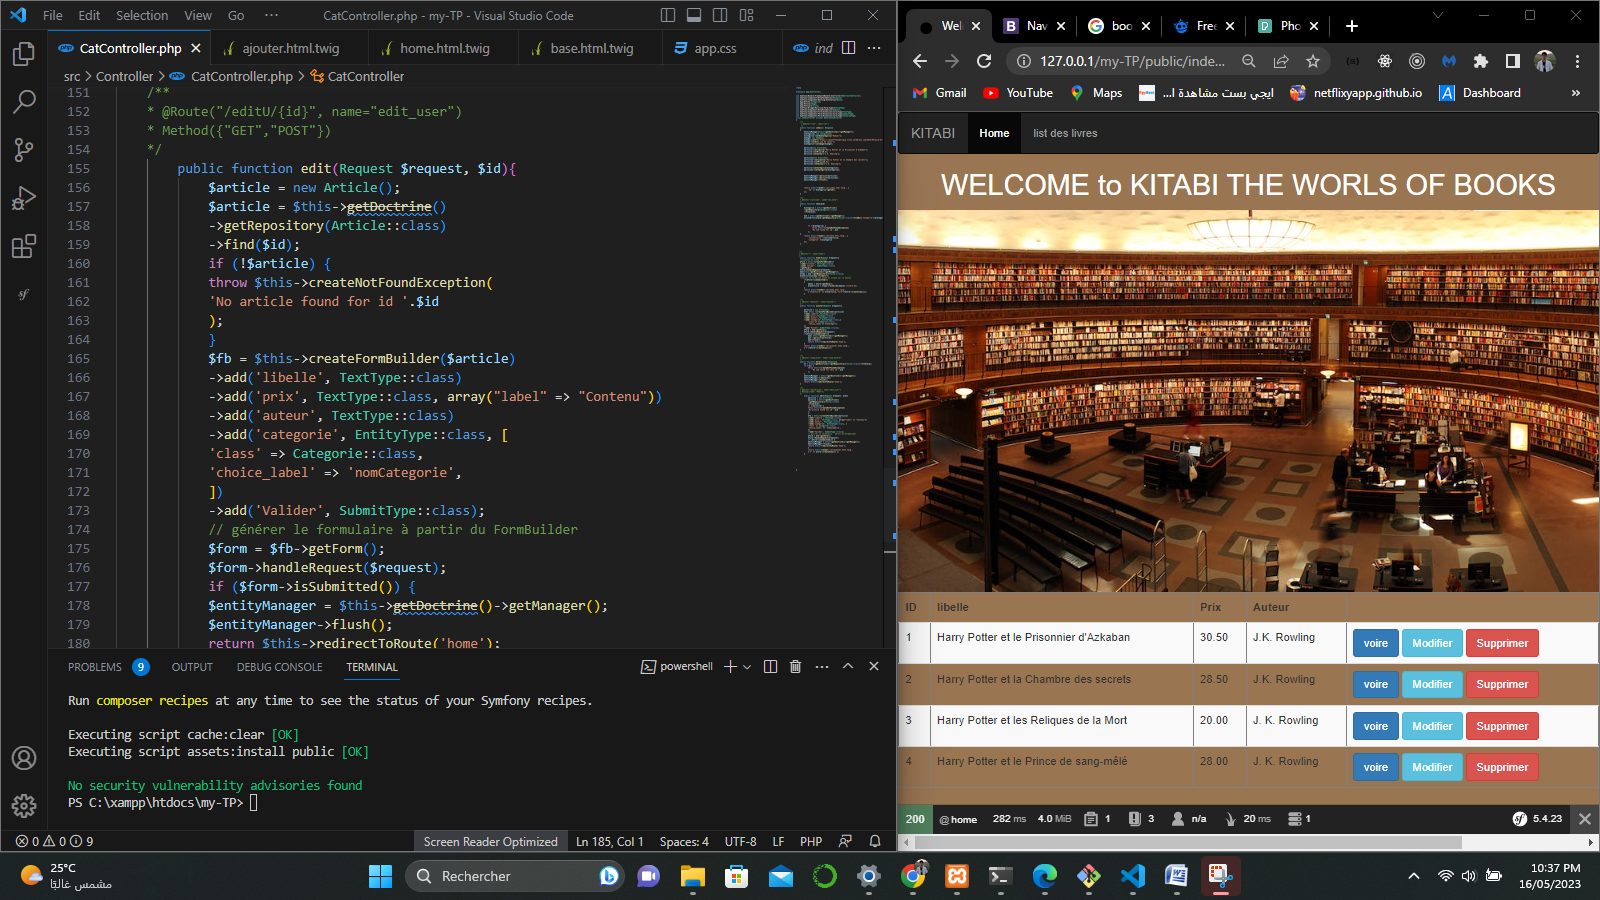 File Edit Selection View Go ··· CatController.php - my-TP - Visual Studio Code
CatController.php ajouter.html.twig home.html.twig base.html.twig app.css ind ···
src > Controller > CatController.php > CatController
151 /**
152 * @Route("/editU/{id}", name="edit_user")
153 * Method({"GET","POST"})
154 */
155 public function edit(Request $request, $id){
156 $article = new Article();
157 $article = $this->getDoctrine()
158 ->getRepository(Article::class)
159 ->find($id);
160 if (!$article) {
161 throw $this->createNotFoundException(
162 'No article found for id '.$id
163 );
164 }
165 $fb = $this->createFormBuilder($article)
166 ->add('libelle', TextType::class)
167 ->add('prix', TextType::class, array("label" => "Contenu"))
168 ->add('auteur', TextType::class)
169 ->add('categorie', EntityType::class, [
170 'class' => Categorie::class,
171 'choice_label' => 'nomCategorie',
172 ])
173 ->add('Valider', SubmitType::class);
174 // générer le formulaire à partir du FormBuilder
175 $form = $fb->getForm();
176 $form->handleRequest($request);
177 if ($form->isSubmitted()) {
178 $entityManager = $this->getDoctrine()->getManager();
179 $entityManager->flush();
180 return $this->redirectToRoute('home');
PROBLEMS 9 OUTPUT DEBUG CONSOLE TERMINAL powershell
Run composer recipes at any time to see the status of your Symfony recipes.
Executing script cache:clear [OK]
Executing script assets:install public [OK]
No security vulnerability advisories found
PS C:\xampp\htdocs\my-TP>
0 0 9 Screen Reader Optimized Ln 185, Col 1 Spaces: 4 UTF-8 LF PHP
Wel Nav boo Free Pho
127.0.0.1/my-TP/public/inde...
Gmail YouTube Maps ايجي بست مشاهدة ا... netflixyapp.github.io Dashboard »
KITABI Home list des livres
WELCOME to KITABI THE WORLS OF BOOKS
ID libelle Prix Auteur
1 Harry Potter et le Prisonnier d'Azkaban 30.50 J.K. Rowling voire Modifier Supprimer
2 Harry Potter et la Chambre des secrets 28.50 J.K. Rowling voire Modifier Supprimer
3 Harry Potter et les Reliques de la Mort 20.00 J. K. Rowling voire Modifier Supprimer
4 Harry Potter et le Prince de sang-mêlé 28.00 J. K. Rowling voire Modifier Supprimer
200 @ home 282 ms 4.0 MiB 1 3 n/a 20 ms 1 5.4.23
25°C
مشمس غالبًا
Rechercher
10:37 PM
16/05/2023